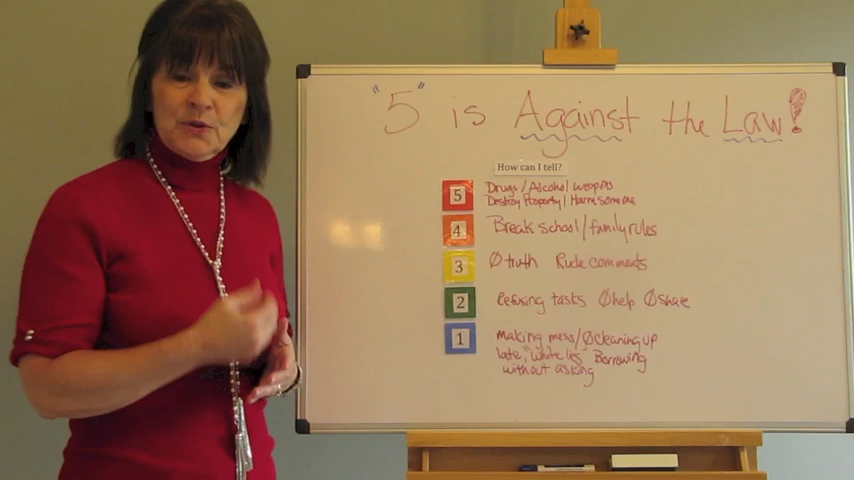 "5" is Against the Law!
How can I tell?
5 Drugs/Alcohol weapons
Destroy Property/Harm someone
4 Break school/family rules
3 Ø truth Rude comments
2 Refusing tasks Øhelp Øshare
1 Making mess/Øcleaning up
late, "white lies" Borrowing
without asking